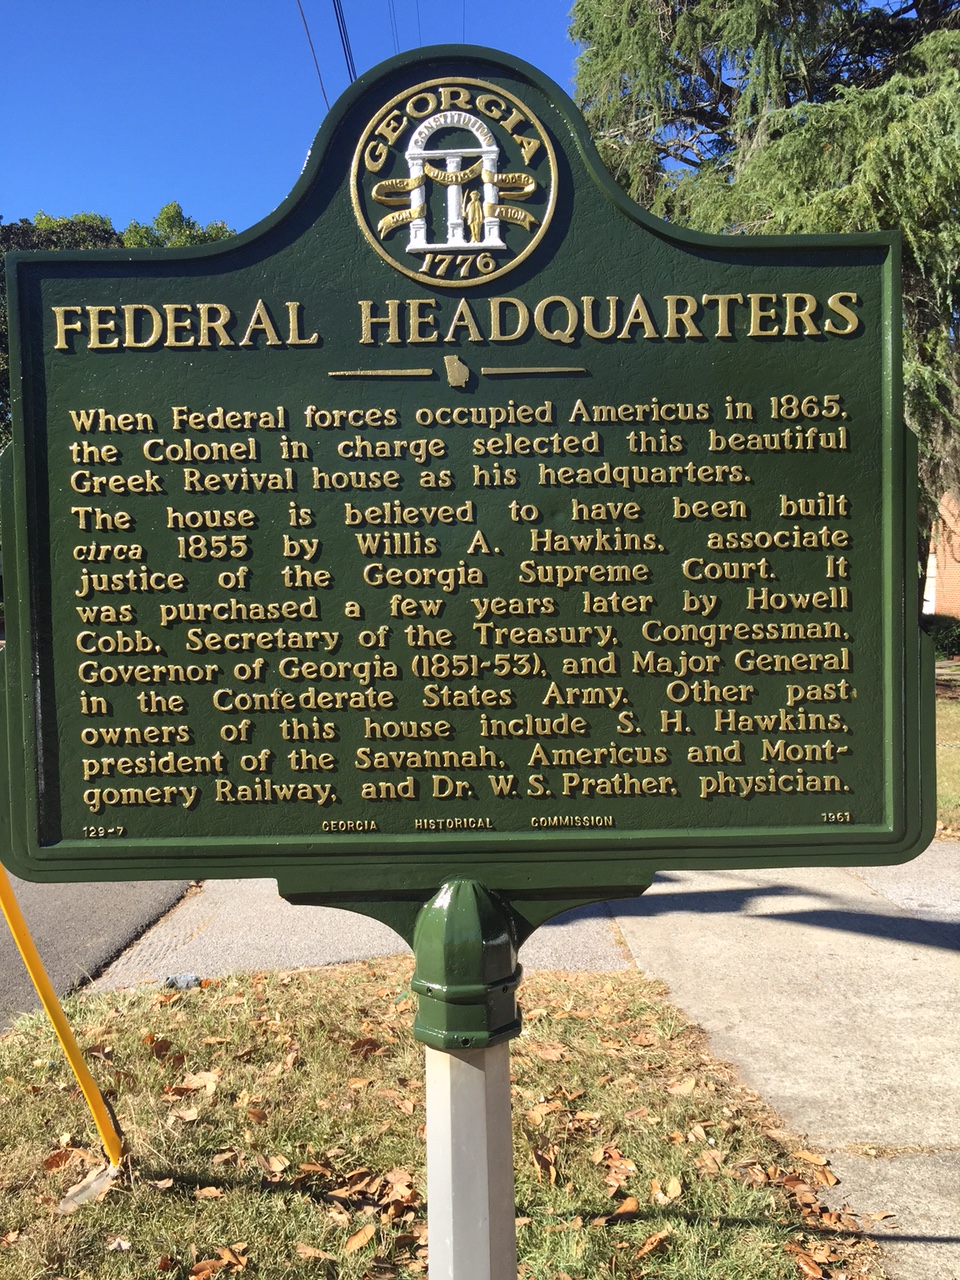 GEORGIA
CONSTITUTION
WISDOM JUSTICE MODERATION
1776
FEDERAL HEADQUARTERS
When Federal forces occupied Americus in 1865,
the Colonel in charge selected this beautiful
Greek Revival house as his headquarters.
The house is believed to have been built
circa 1855 by Willis A. Hawkins, associate
justice of the Georgia Supreme Court. It
was purchased a few years later by Howell
Cobb, Secretary of the Treasury, Congressman,
Governor of Georgia (1851-53), and Major General
in the Confederate States Army. Other past
owners of this house include S. H. Hawkins,
president of the Savannah, Americus and Mont-
gomery Railway, and Dr. W. S. Prather, physician.
129-7 GEORGIA HISTORICAL COMMISSION 1961